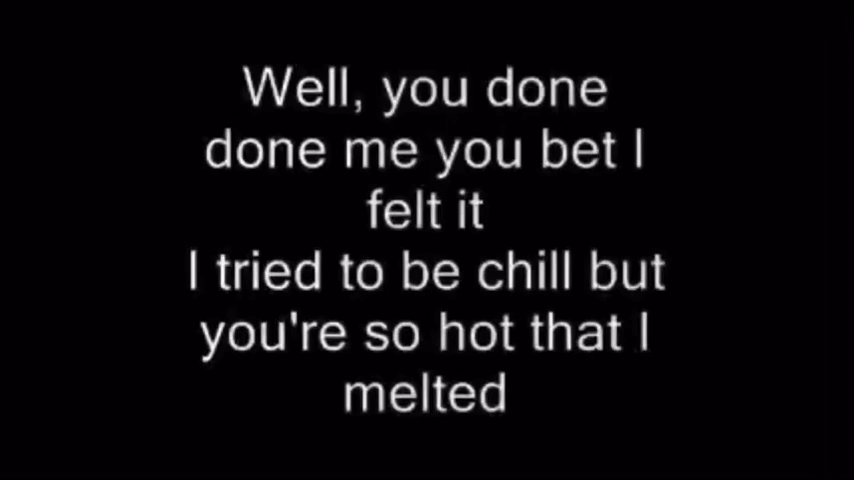 Well, you done
done me you bet I
felt it
I tried to be chill but
you're so hot that I
melted